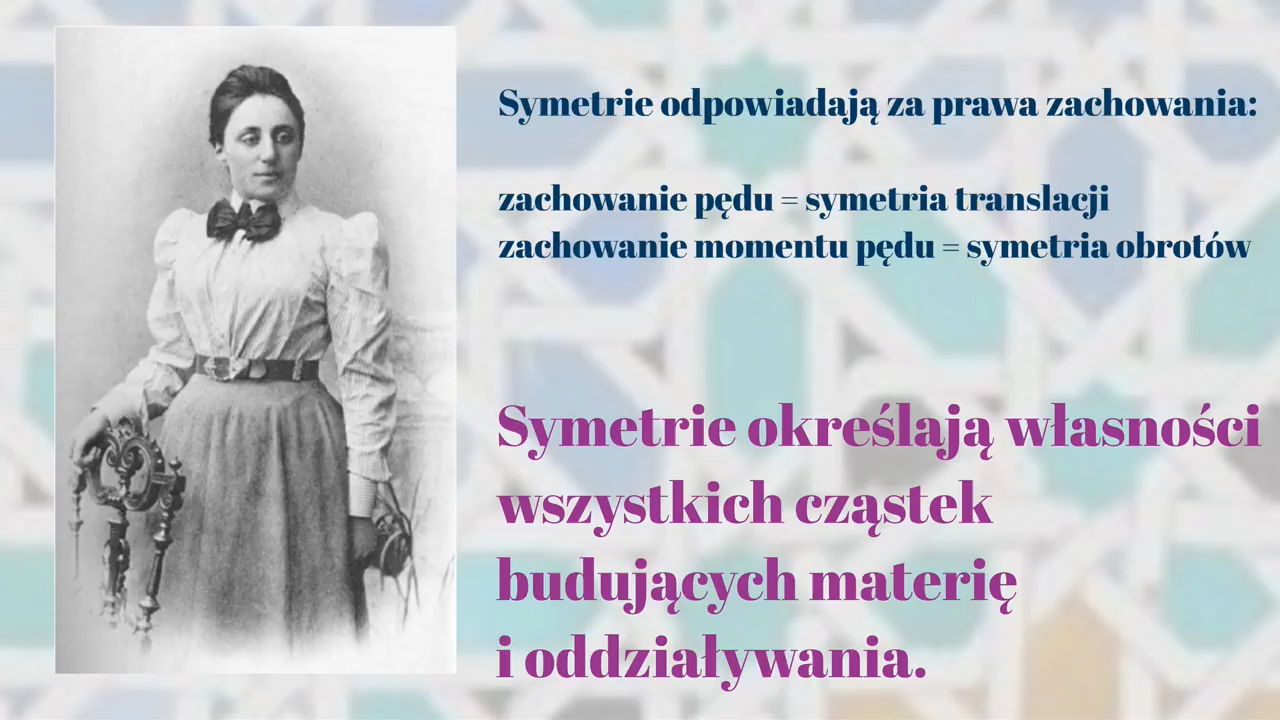 Symetrie odpowiadają za prawa zachowania:
zachowanie pędu = symetria translacji
zachowanie momentu pędu = symetria obrotów
Symetrie określają własności
wszystkich cząstek
budujących materię
i oddziaływania.